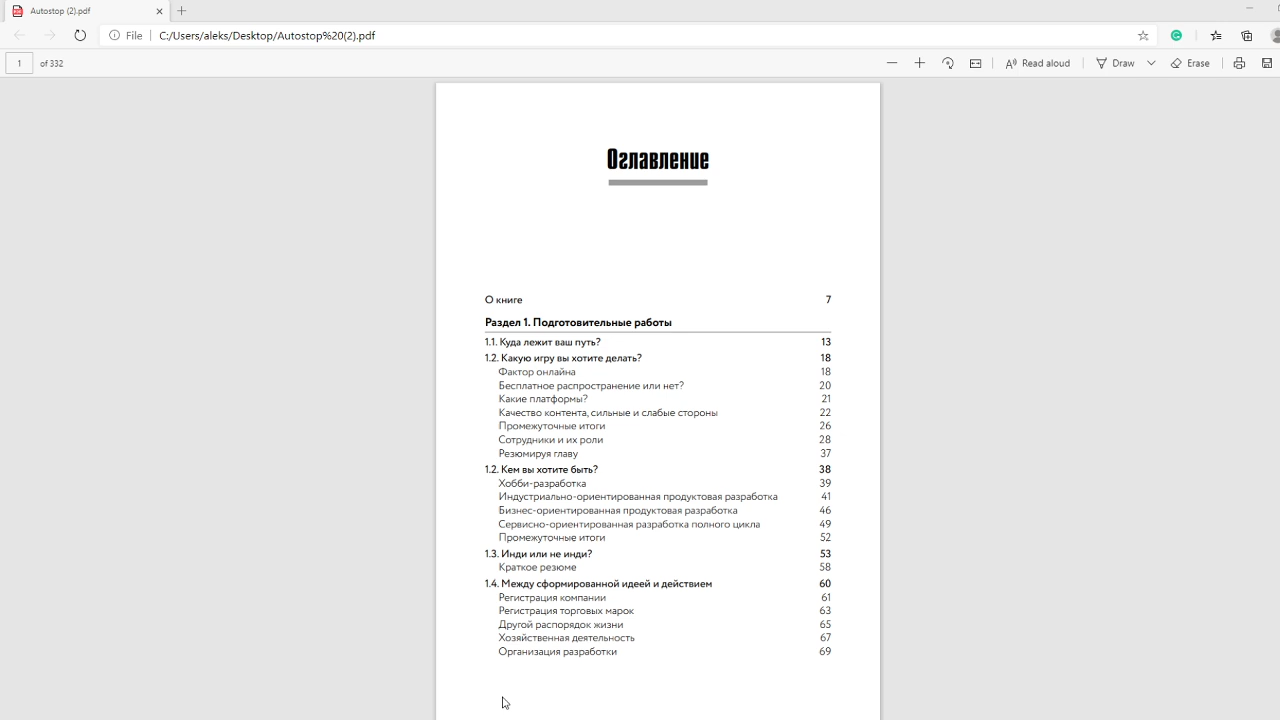 Autostop (2).pdf
File
C:/Users/aleks/Desktop/Autostop%20(2).pdf
1 of 332
Read aloud
Draw
Erase
Оглавление
О книге 7
Раздел 1. Подготовительные работы
1.1. Куда лежит ваш путь? 13
1.2. Какую игру вы хотите делать? 18
Фактор онлайна 18
Бесплатное распространение или нет? 20
Какие платформы? 21
Качество контента, сильные и слабые стороны 22
Промежуточные итоги 26
Сотрудники и их роли 28
Резюмируя главу 37
1.2. Кем вы хотите быть? 38
Хобби-разработка 39
Индустриально-ориентированная продуктовая разработка 41
Бизнес-ориентированная продуктовая разработка 46
Сервисно-ориентированная разработка полного цикла 49
Промежуточные итоги 52
1.3. Инди или не инди? 53
Краткое резюме 58
1.4. Между сформированной идеей и действием 60
Регистрация компании 61
Регистрация торговых марок 63
Другой распорядок жизни 65
Хозяйственная деятельность 67
Организация разработки 69